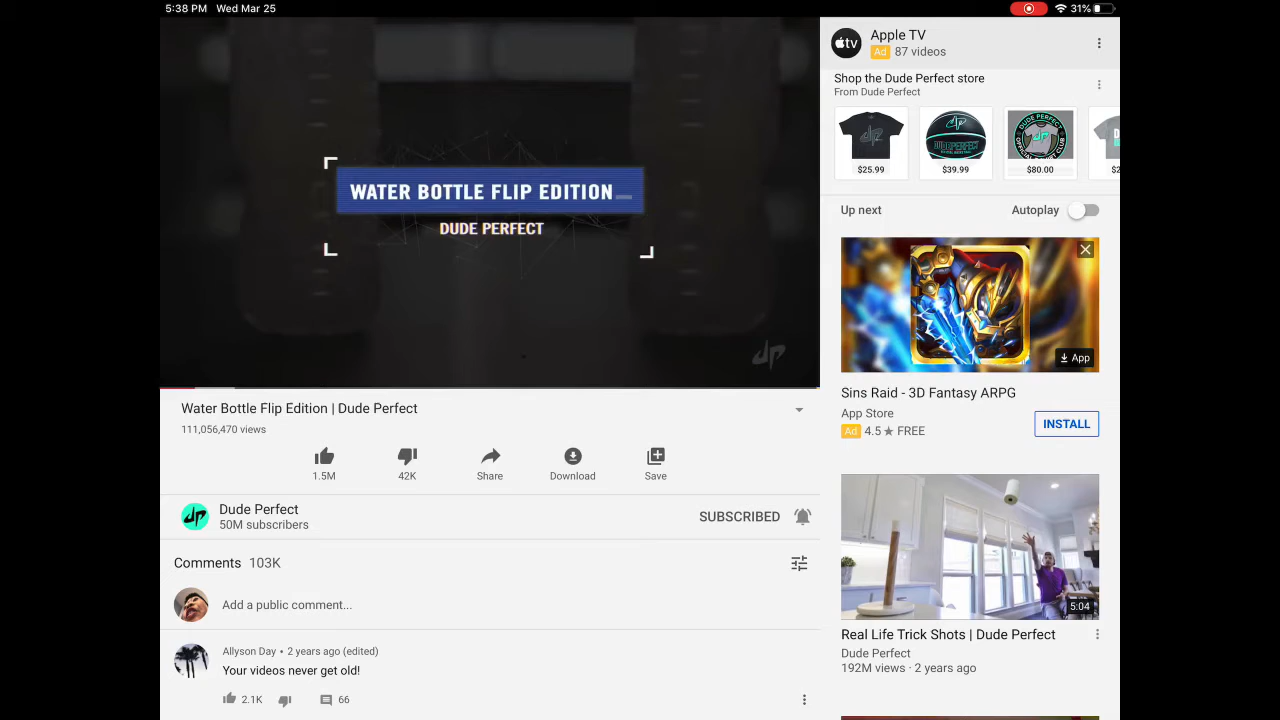 5:38 PM Wed Mar 25
31%
WATER BOTTLE FLIP EDITION
DUDE PERFECT
dp
Water Bottle Flip Edition | Dude Perfect
111,056,470 views
1.5M
42K
Share
Download
Save
dp
Dude Perfect
50M subscribers
SUBSCRIBED
Comments 103K
Add a public comment...
Allyson Day • 2 years ago (edited)
Your videos never get old!
2.1K
66
tv
Apple TV
Ad 87 videos
Shop the Dude Perfect store
From Dude Perfect
$25.99
$39.99
$80.00
Up next
Autoplay
App
Sins Raid - 3D Fantasy ARPG
App Store
Ad 4.5 ★ FREE
INSTALL
5:04
Real Life Trick Shots | Dude Perfect
Dude Perfect
192M views · 2 years ago